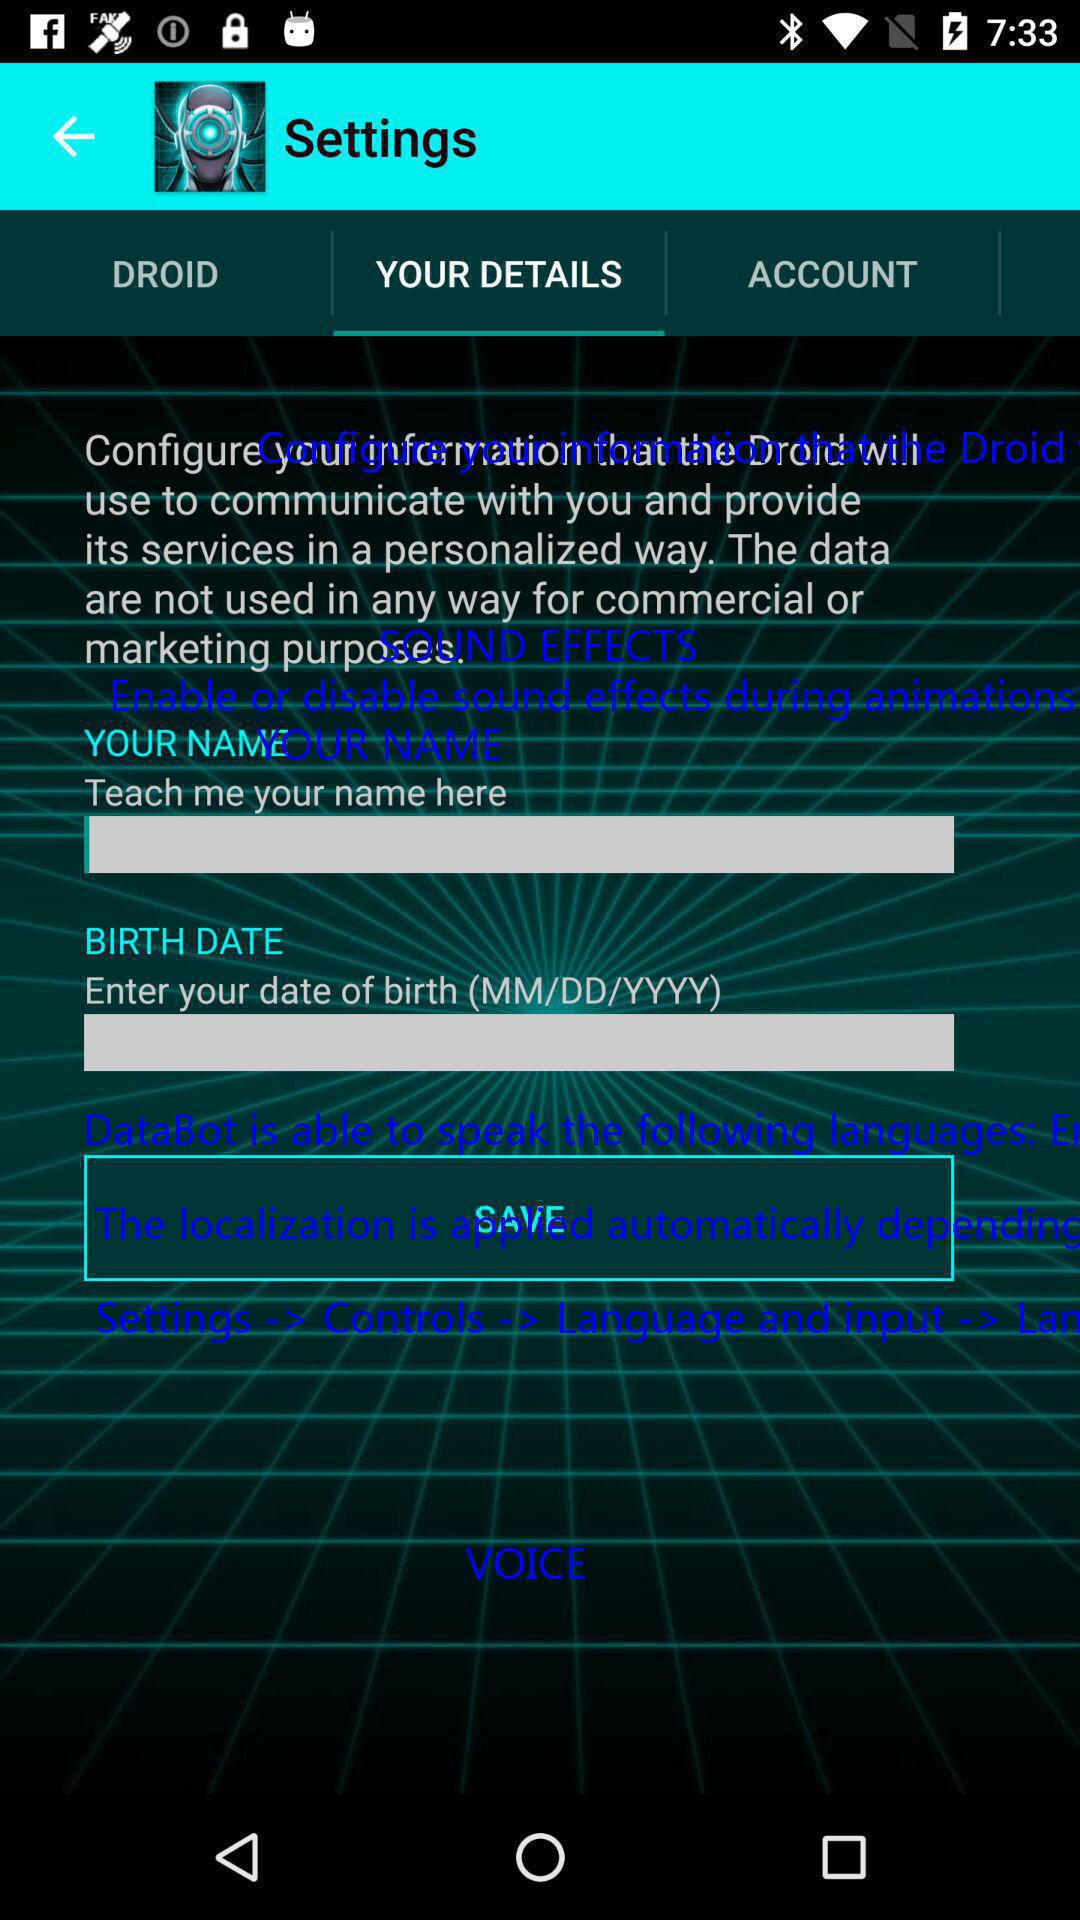 FAK
7:33
Settings
DROID
YOUR DETAILS
ACCOUNT
Configure your information that the Droid will
Configure your information that the Droid
use to communicate with you and provide
its services in a personalized way. The data
are not used in any way for commercial or
marketing purposes.
SOUND EFFECTS
Enable or disable sound effects during animations
YOUR NAME
YOUR NAME
Teach me your name here
BIRTH DATE
Enter your date of birth (MM/DD/YYYY)
DataBot is able to speak the following languages:
SAVE
The localization is applied automatically depending
Settings -> Controls -> Language and input ->
VOICE